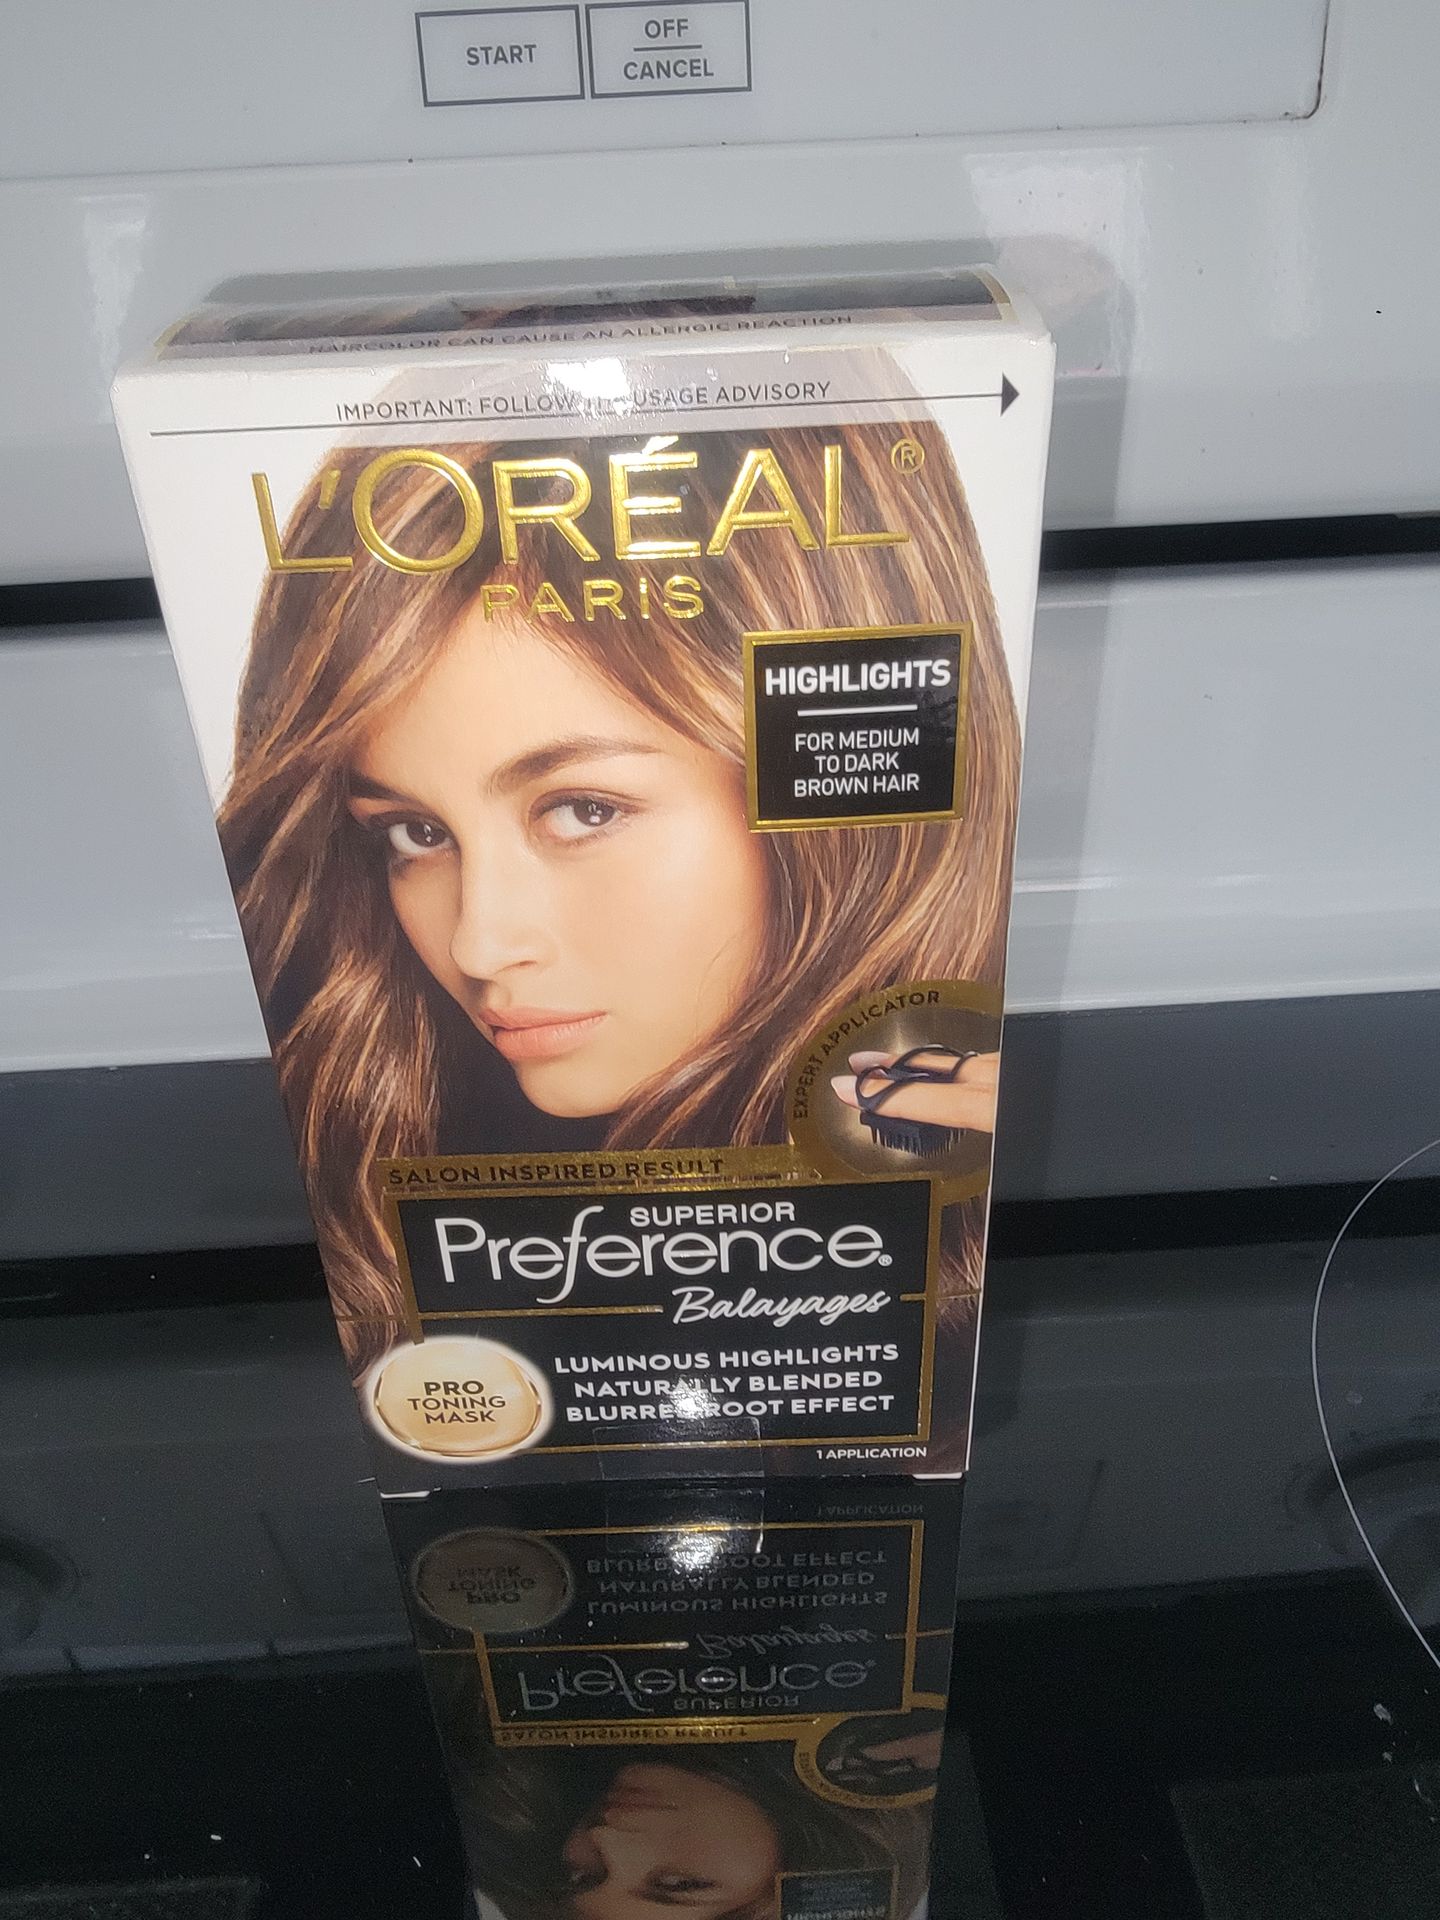 START
OFF
CANCEL
HAIRCOLOR CAN CAUSE AN ALLERGIC REACTION
IMPORTANT: FOLLOW USAGE ADVISORY
L'ORÉAL®
PARIS
HIGHLIGHTS
FOR MEDIUM
TO DARK
BROWN HAIR
EXPERT APPLICATOR
SALON INSPIRED RESULT
SUPERIOR
Preference®
Balayages
PRO
TONING
MASK
LUMINOUS HIGHLIGHTS
NATURALLY BLENDED
BLURRED ROOT EFFECT
1 APPLICATION